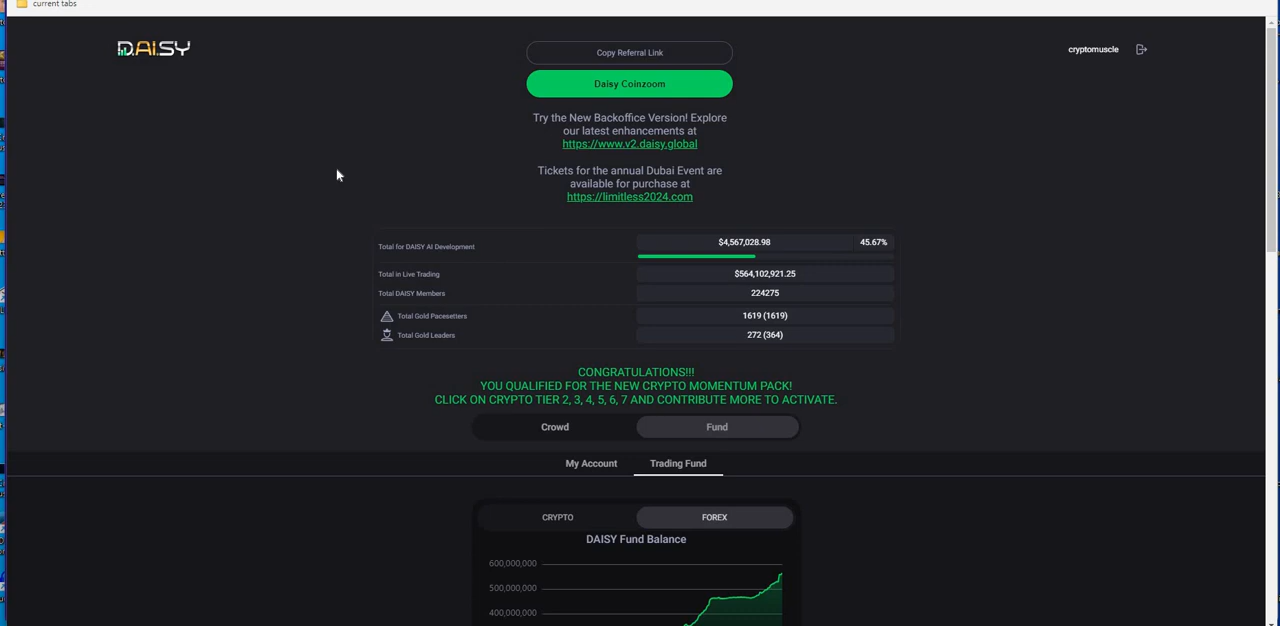 current tabs
DAiSY
Copy Referral Link
cryptomuscle
Daisy Coinzoom
Try the New Backoffice Version! Explore
our latest enhancements at
https://www.v2.daisy.global
Tickets for the annual Dubai Event are
available for purchase at
https://limitless2024.com
Total for DAISY AI Development $4,567,028.98 45.67%
Total in Live Trading $564,102,921.25
Total DAISY Members 224275
Total Gold Pacesetters 1619 (1619)
Total Gold Leaders 272 (364)
CONGRATULATIONS!!!
YOU QUALIFIED FOR THE NEW CRYPTO MOMENTUM PACK!
CLICK ON CRYPTO TIER 2, 3, 4, 5, 6, 7 AND CONTRIBUTE MORE TO ACTIVATE.
Crowd Fund
My Account Trading Fund
CRYPTO FOREX
DAISY Fund Balance
600,000,000
500,000,000
400,000,000